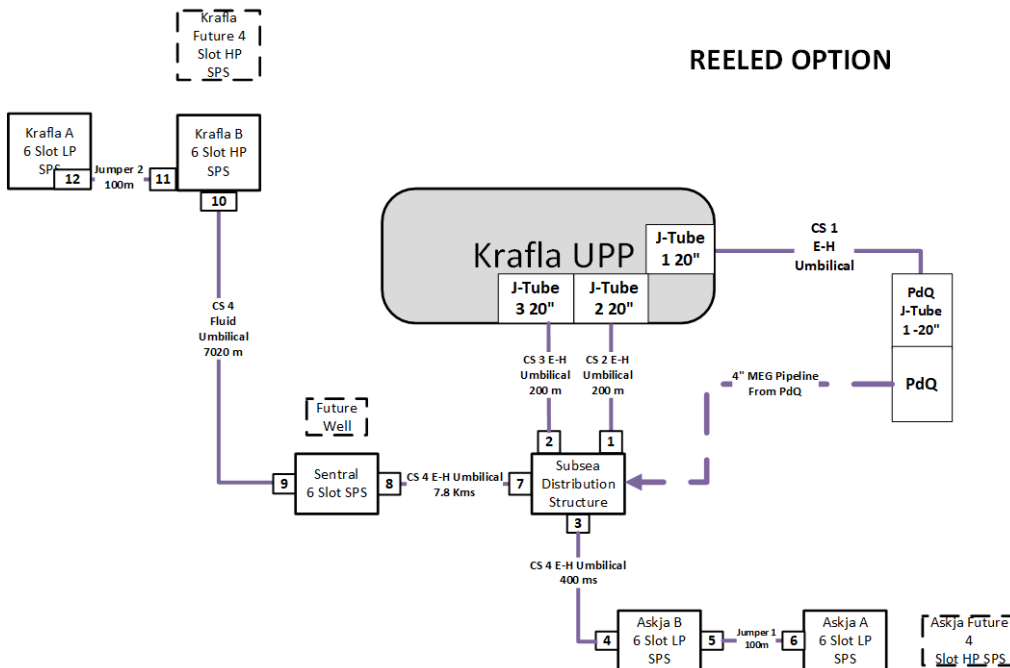 Krafla
Future 4
Slot HP
SPS
REELED OPTION
Krafla A
6 Slot LP
SPS
12
Jumper 2
100m
11
Krafla B
6 Slot HP
SPS
10
Krafla UPP
J-Tube
1 20"
J-Tube
3 20"
J-Tube
2 20"
CS 1
E-H
Umbilical
PdQ
J-Tube
1 -20"
PdQ
4" MEG Pipeline
From PdQ
CS 4
Fluid
Umbilical
7020 m
CS 3 E-H
Umbilical
200 m
CS 2 E-H
Umbilical
200 m
Future
Well
2
1
9
Sentral
6 Slot SPS
8
CS 4 E-H Umbilical
7.8 Kms
7
Subsea
Distribution
Structure
3
CS 4 E-H Umbilical
400 ms
4
Askja B
6 Slot LP
SPS
5
Jumper 1
100m
6
Askja A
6 Slot LP
SPS
Askja Future
4
Slot HP SPS